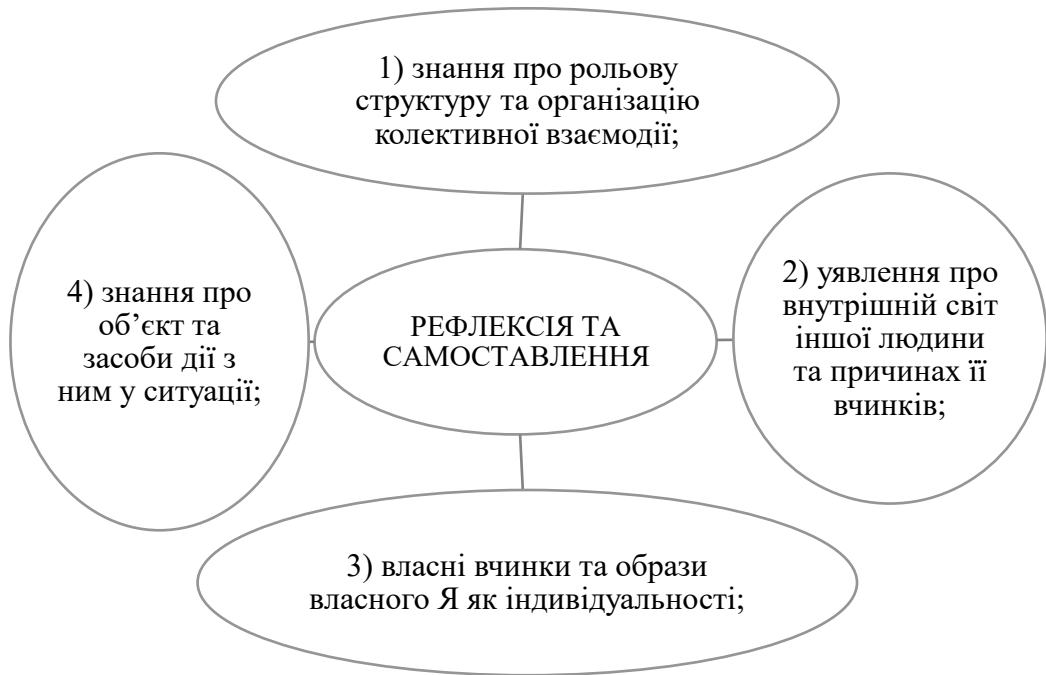 1) знання про рольову
структуру та організацію
колективної взаємодії;
2) уявлення про
внутрішній світ
іншої людини
та причинах її
вчинків;
РЕФЛЕКСІЯ ТА
САМОСТАВЛЕННЯ
4) знання про
об’єкт та
засоби дії з
ним у ситуації;
3) власні вчинки та образи
власного Я як індивідуальності;